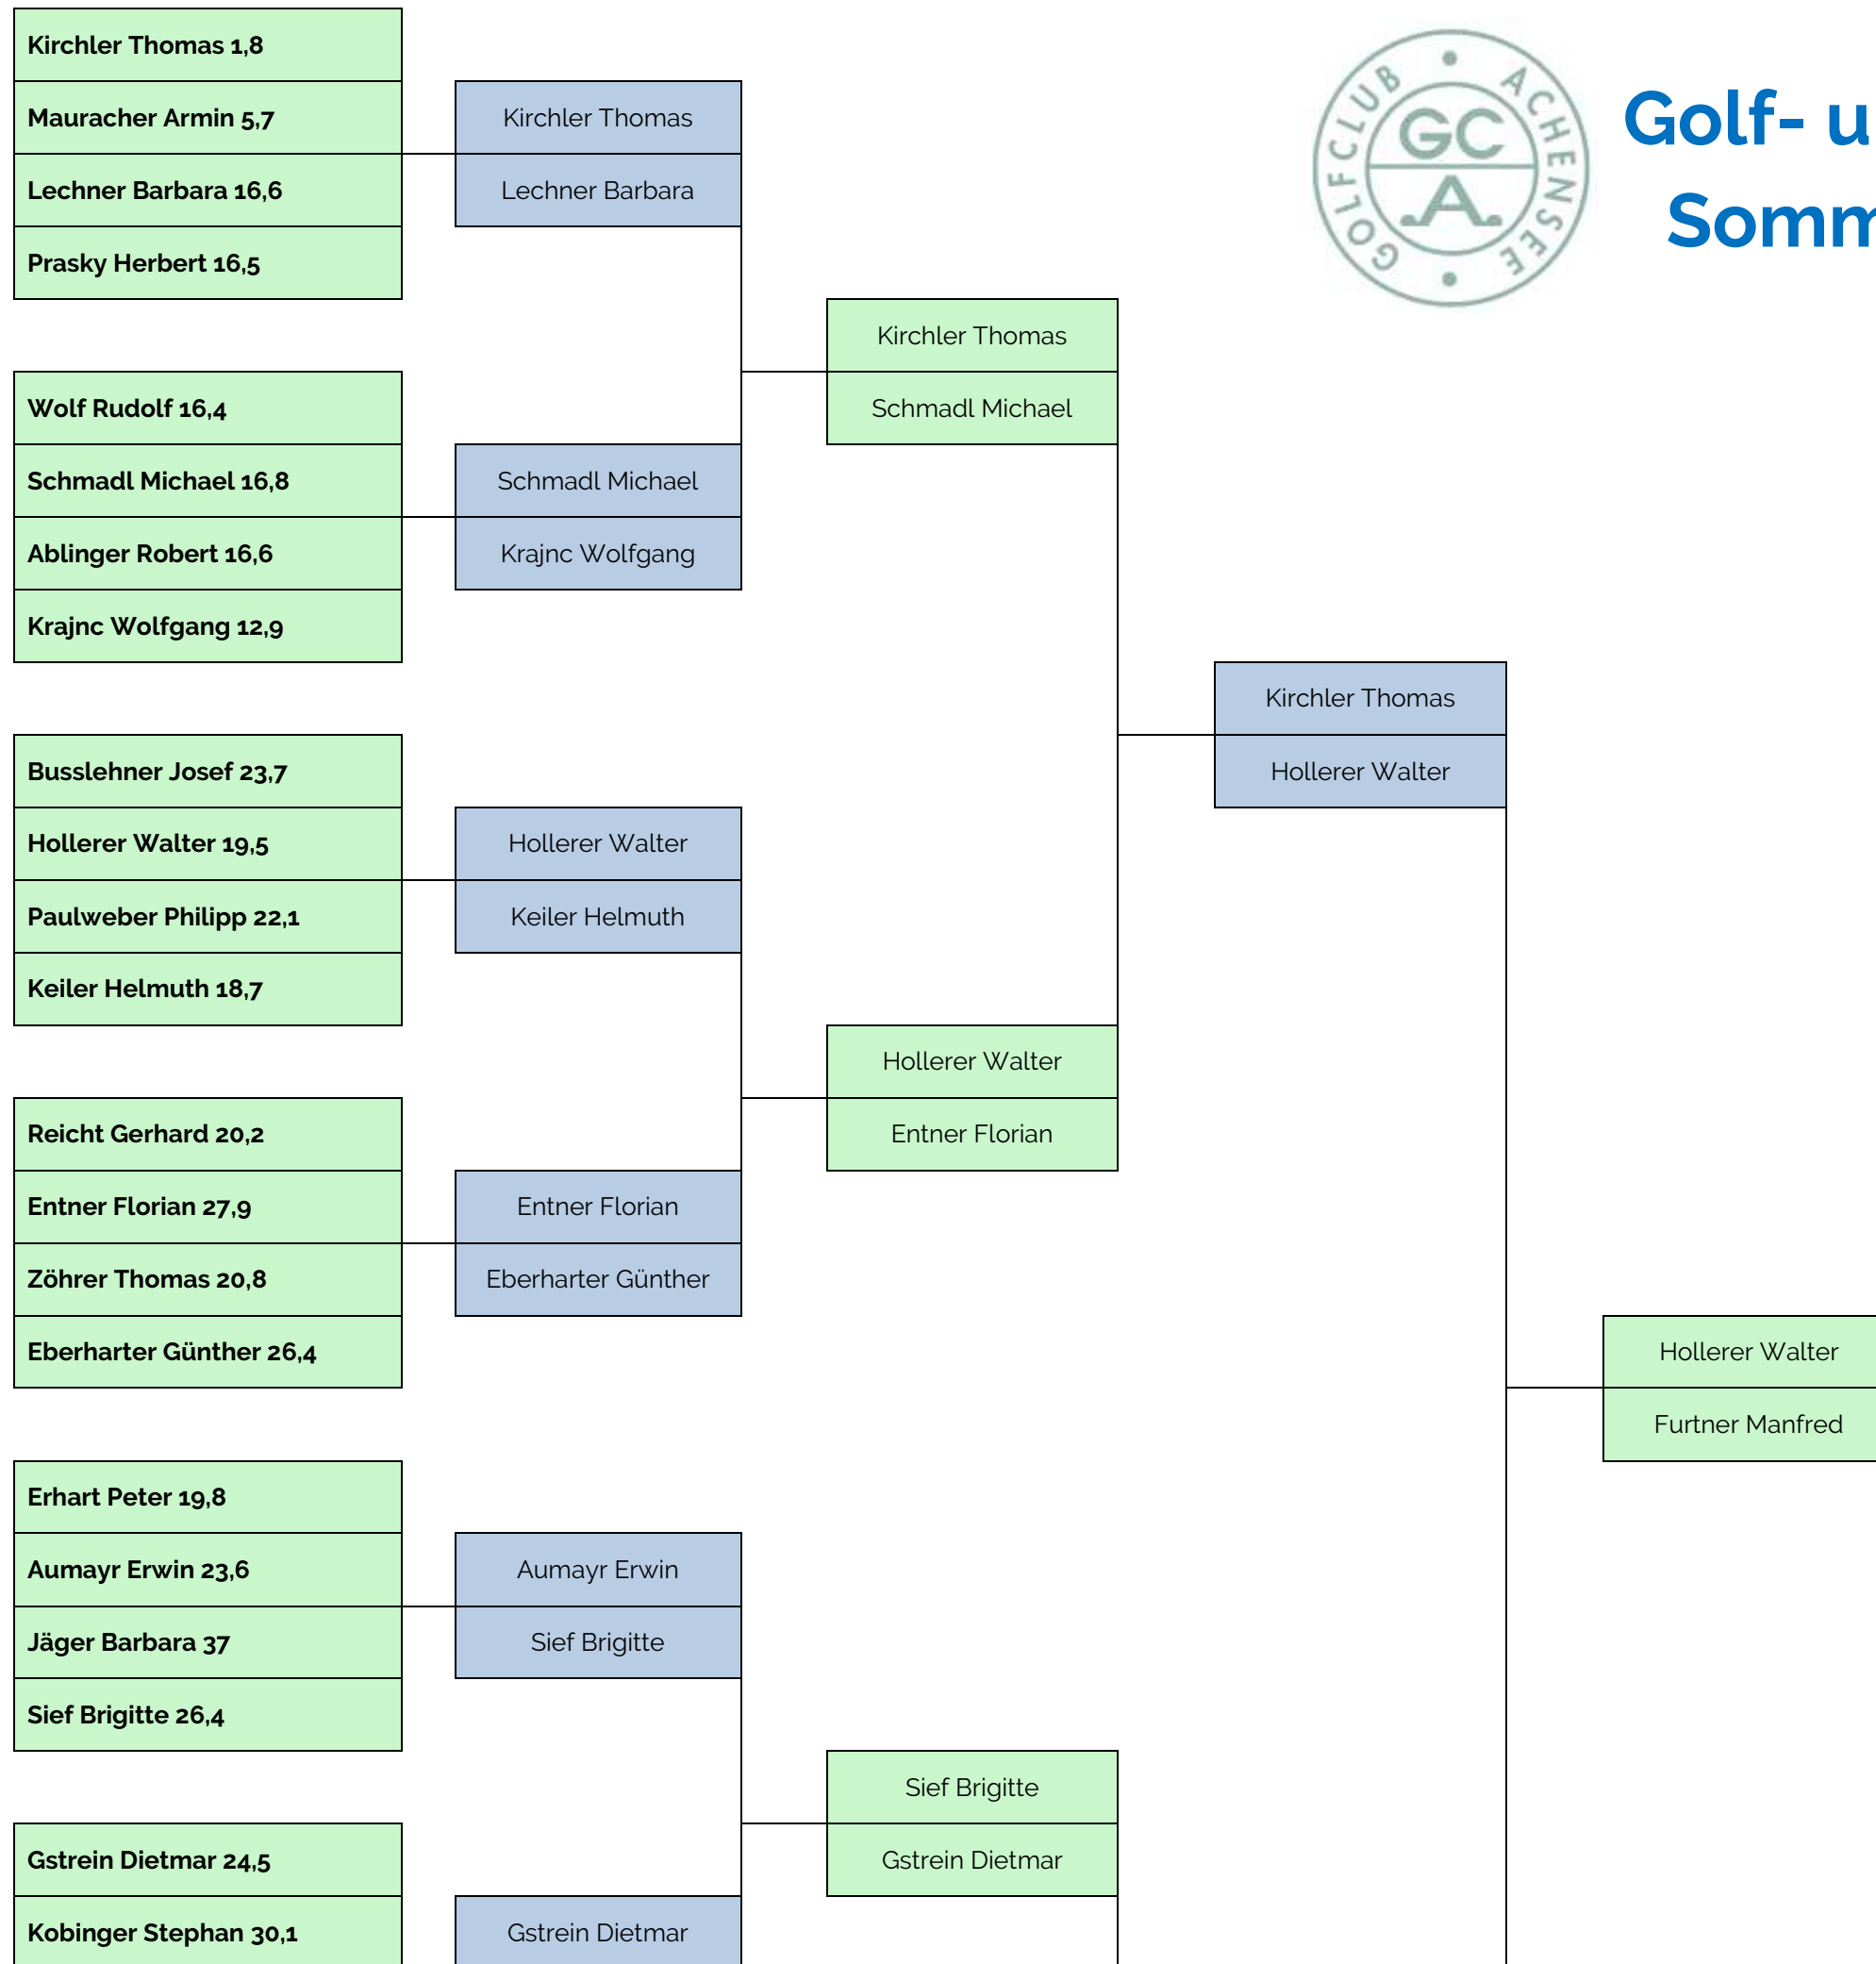 Kirchler Thomas 1,8
Mauracher Armin 5,7
Lechner Barbara 16,6
Prasky Herbert 16,5
Wolf Rudolf 16,4
Schmadl Michael 16,8
Ablinger Robert 16,6
Krajnc Wolfgang 12,9
Busslehner Josef 23,7
Hollerer Walter 19,5
Paulweber Philipp 22,1
Keiler Helmuth 18,7
Reicht Gerhard 20,2
Entner Florian 27,9
Zöhrer Thomas 20,8
Eberharter Günther 26,4
Erhart Peter 19,8
Aumayr Erwin 23,6
Jäger Barbara 37
Sief Brigitte 26,4
Gstrein Dietmar 24,5
Kobinger Stephan 30,1
Kirchler Thomas
Lechner Barbara
Schmadl Michael
Krajnc Wolfgang
Hollerer Walter
Keiler Helmuth
Entner Florian
Eberharter Günther
Aumayr Erwin
Sief Brigitte
Gstrein Dietmar
Kirchler Thomas
Schmadl Michael
Hollerer Walter
Entner Florian
Sief Brigitte
Gstrein Dietmar
Kirchler Thomas
Hollerer Walter
Hollerer Walter
Furtner Manfred
GOLFCLUB • ACHENSEE •
GC
A
Golf- u
Somm